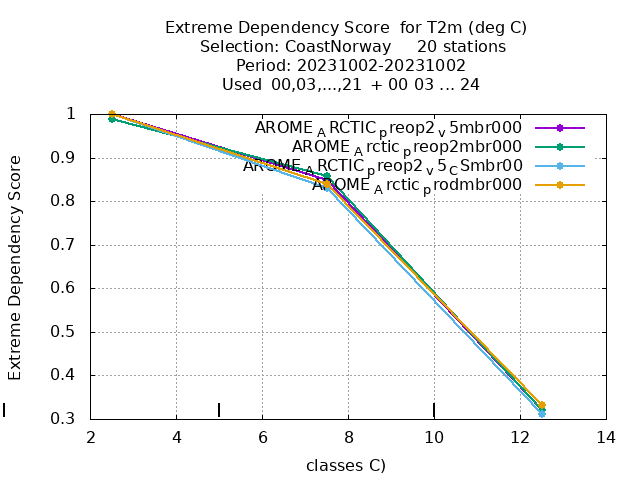 Extreme Dependency Score for T2m (deg C)
Selection: CoastNorway 20 stations
Period: 20231002-20231002
Used 00,03,...,21 + 00 03 ... 24
AROME_ARCTIC_preop2_v5mbr000
AROME_Arctic_preop2mbr000
AROME_ARCTIC_preop2_v5_CSmbr00
AROME_Arctic_prodmbr000
Extreme Dependency Score
1
0.9
0.8
0.7
0.6
0.5
0.4
0.3
2 4 6 8 10 12 14
classes C)